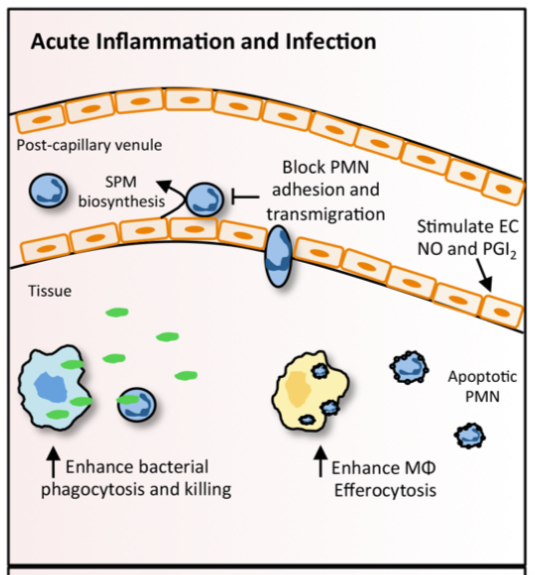 Acute Inflammation and Infection
Post-capillary venule
SPM
biosynthesis
Block PMN
adhesion and
transmigration
Stimulate EC
NO and PGI₂
Tissue
Apoptotic
PMN
Enhance bacterial
phagocytosis and killing
Enhance MΦ
Efferocytosis